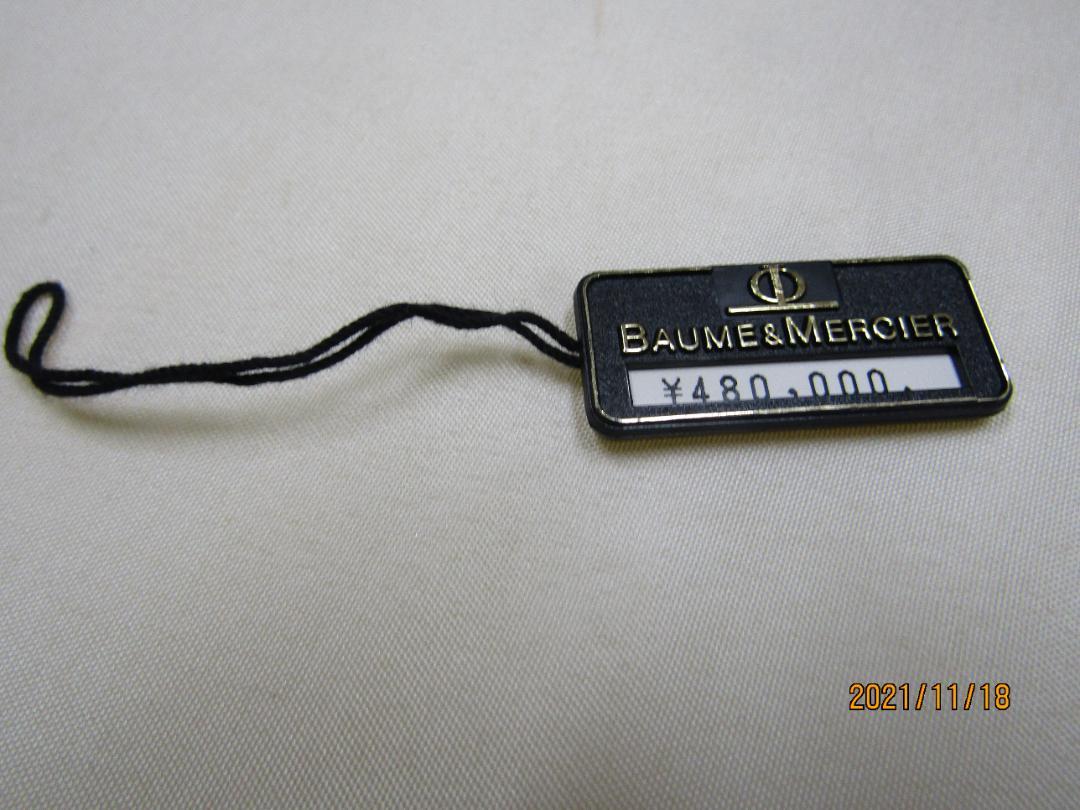 BAUME & MERCIER
¥480,000.
2021/11/18